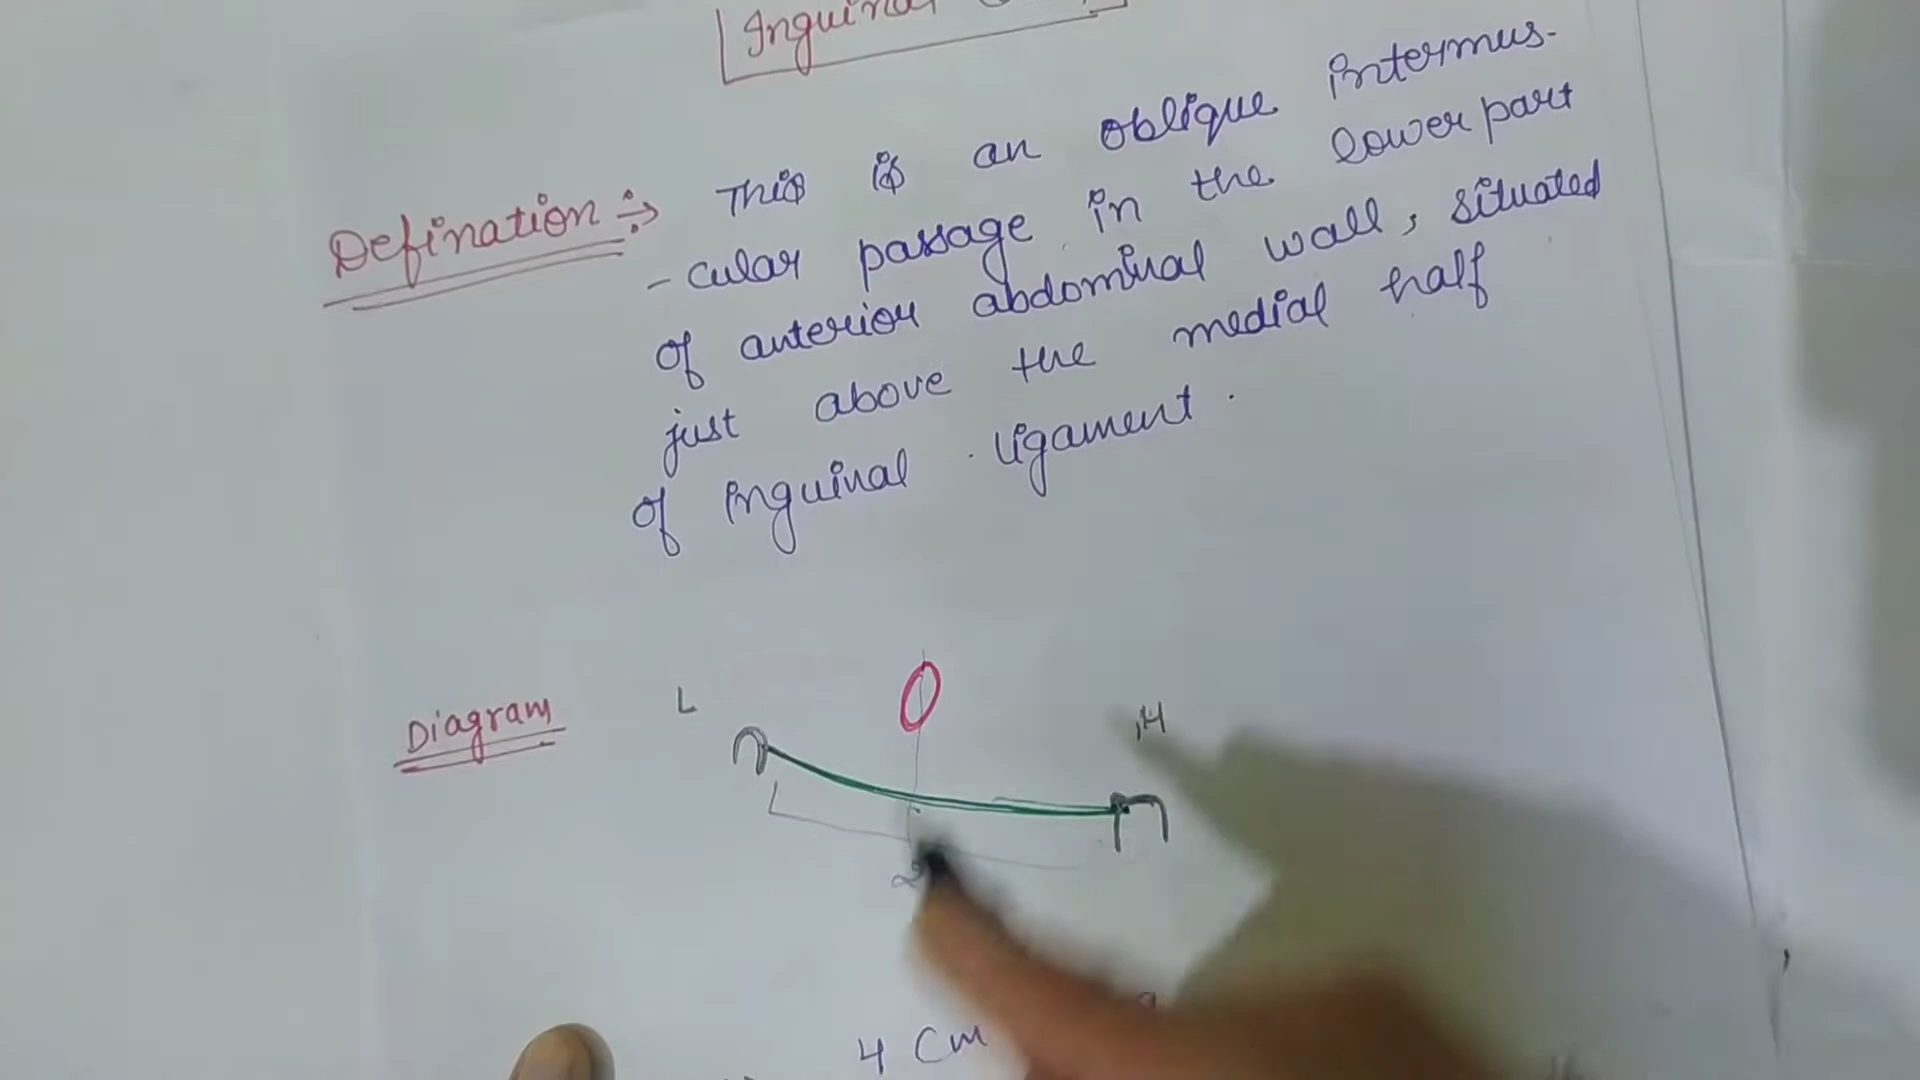 Inguinal
Defination :→ This is an oblique intermus-
- cular passage in the lower part
of anterior abdominal wall, situated
just above the medial half
of inguinal ligament.
Diagram
L
M
4 cm